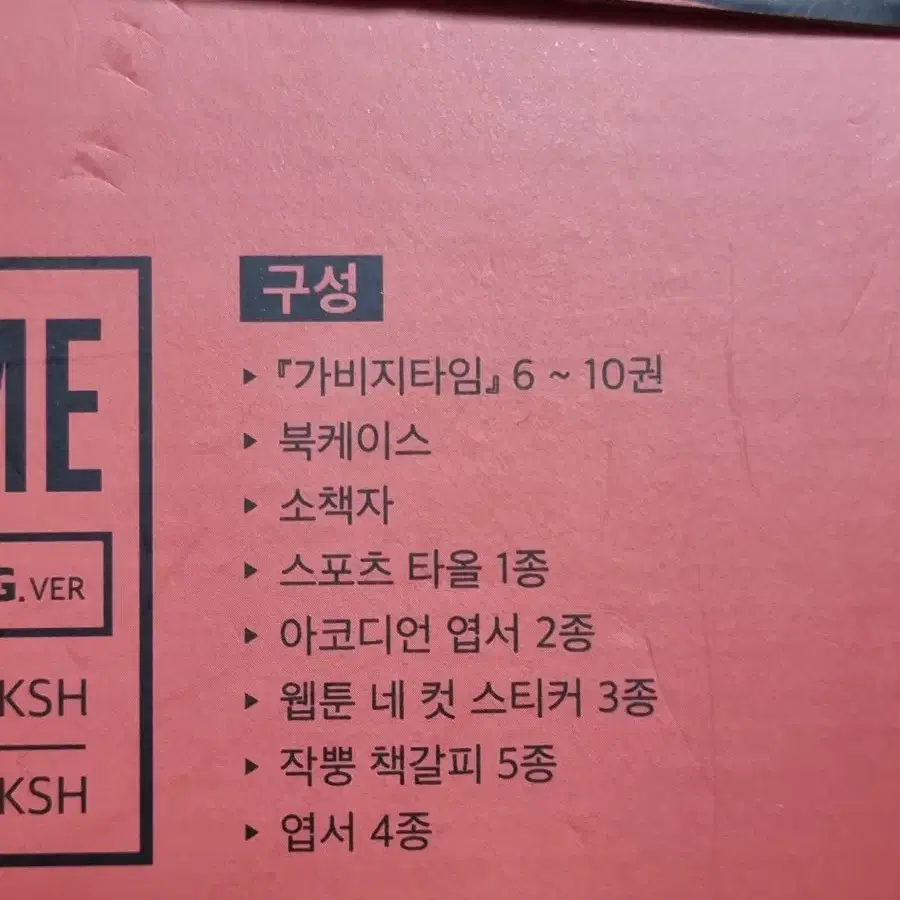 ME
G.VER
KSH
KSH
구성
▸ 『가비지타임』 6 ~ 10권
▸ 북케이스
▸ 소책자
▸ 스포츠 타올 1종
▸ 아코디언 엽서 2종
▸ 웹툰 네 컷 스티커 3종
▸ 작뿡 책갈피 5종
▸ 엽서 4종